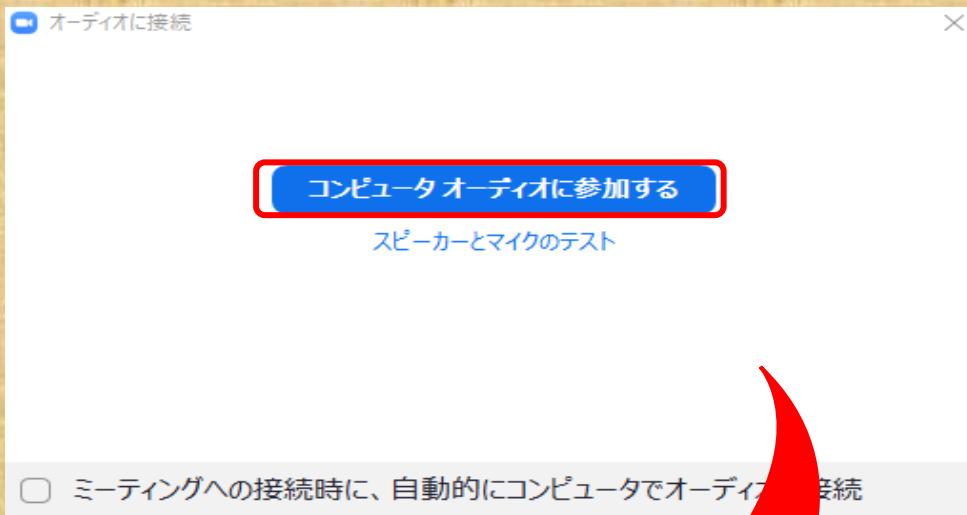 オーディオに接続
コンピュータ オーディオに参加する
スピーカーとマイクのテスト
ミーティングへの接続時に、自動的にコンピュータでオーディオ 接続